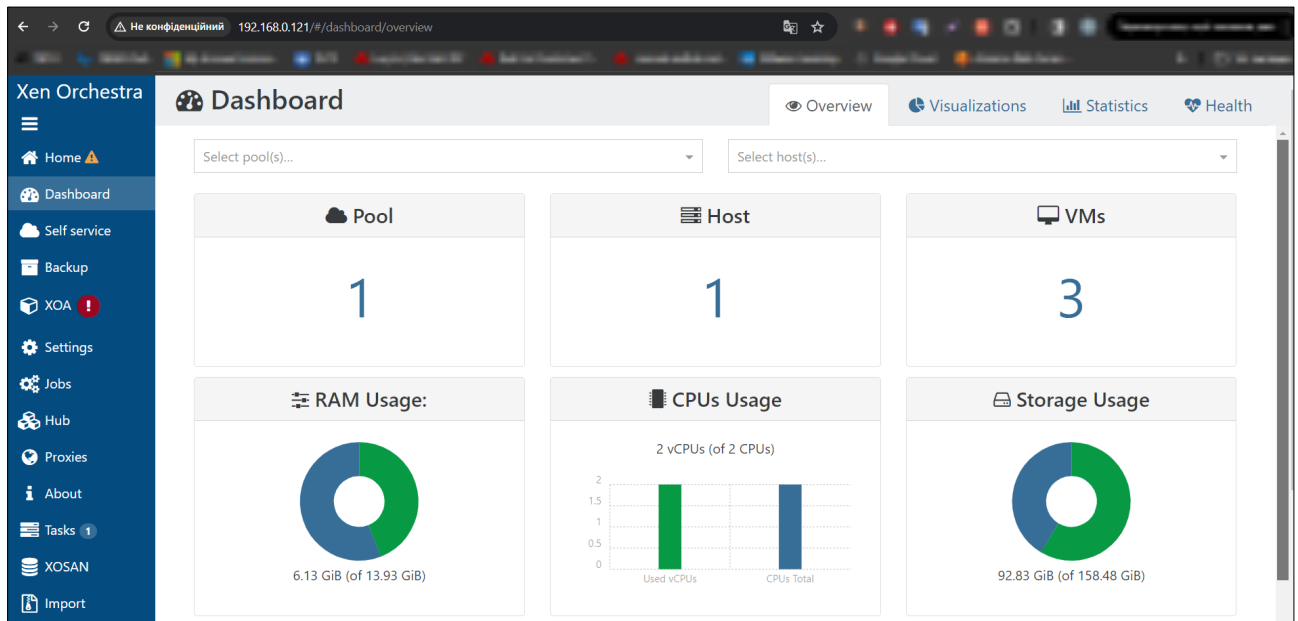 Не конфіденційний 192.168.0.121/#/dashboard/overview
Xen Orchestra
Home
Dashboard
Self service
Backup
XOA !
Settings
Jobs
Hub
Proxies
About
Tasks 1
XOSAN
Import
Dashboard
Overview
Visualizations
Statistics
Health
Select pool(s)...
Select host(s)...
Pool
1
Host
1
VMs
3
RAM Usage:
6.13 GiB (of 13.93 GiB)
CPUs Usage
2 vCPUs (of 2 CPUs)
2
1.5
1
0.5
0
Used vCPUs
CPUs Total
Storage Usage
92.83 GiB (of 158.48 GiB)